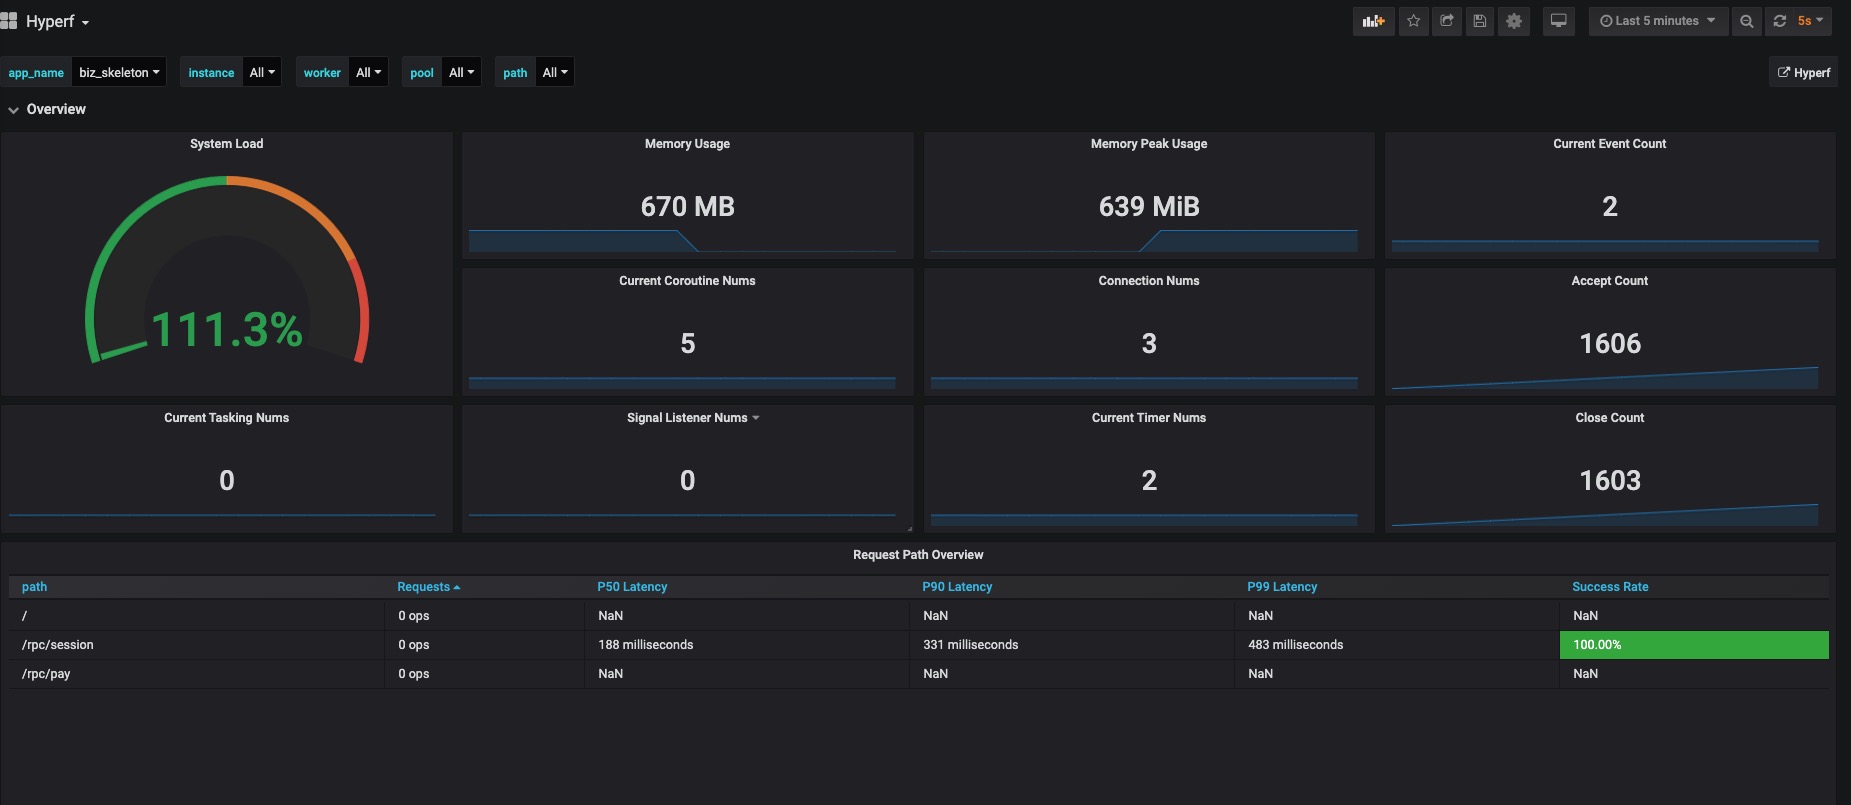 Hyperf
Last 5 minutes 5s
app_name biz_skeleton instance All worker All pool All path All Hyperf
Overview
System Load
111.3%
Memory Usage
670 MB
Memory Peak Usage
639 MiB
Current Event Count
2
Current Coroutine Nums
5
Connection Nums
3
Accept Count
1606
Current Tasking Nums
0
Signal Listener Nums
0
Current Timer Nums
2
Close Count
1603
Request Path Overview
path Requests P50 Latency P90 Latency P99 Latency Success Rate
/ 0 ops NaN NaN NaN NaN
/rpc/session 0 ops 188 milliseconds 331 milliseconds 483 milliseconds 100.00%
/rpc/pay 0 ops NaN NaN NaN NaN